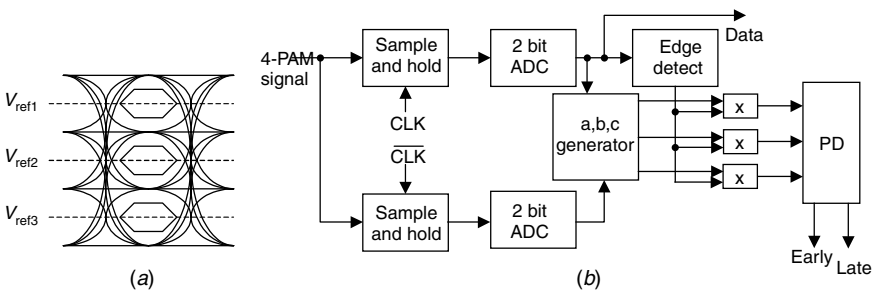 V_ref1
V_ref2
V_ref3
(a)
4-PAM
signal
Sample
and hold
2 bit
ADC
Edge
detect
Data
CLK
a,b,c
generator
x
x
x
PD
C̅L̅K̅
Sample
and hold
2 bit
ADC
Early
Late
(b)